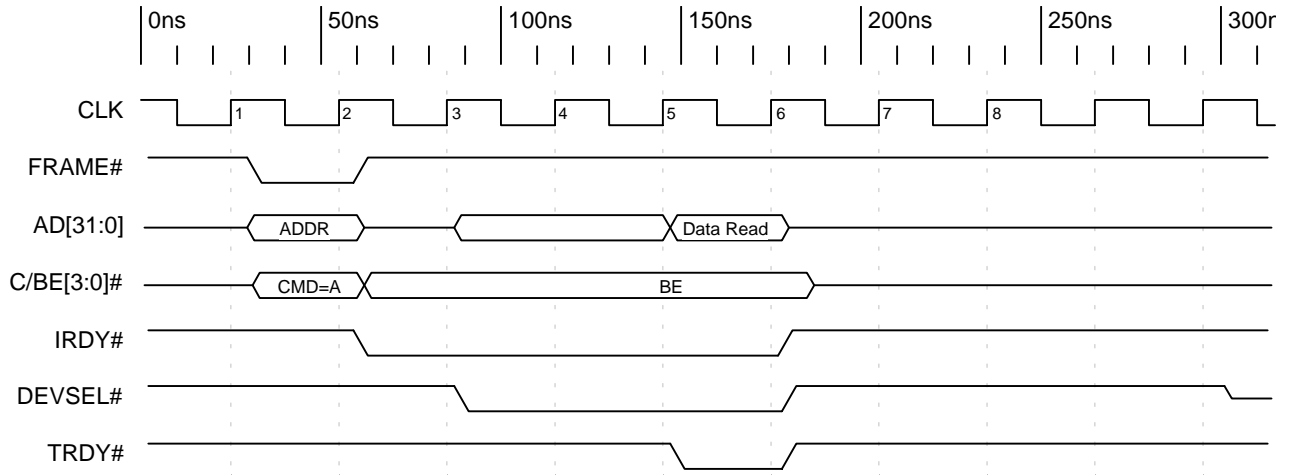 0ns 50ns 100ns 150ns 200ns 250ns 300n
CLK 1 2 3 4 5 6 7 8
FRAME#
AD[31:0] ADDR Data Read
C/BE[3:0]# CMD=A BE
IRDY#
DEVSEL#
TRDY#